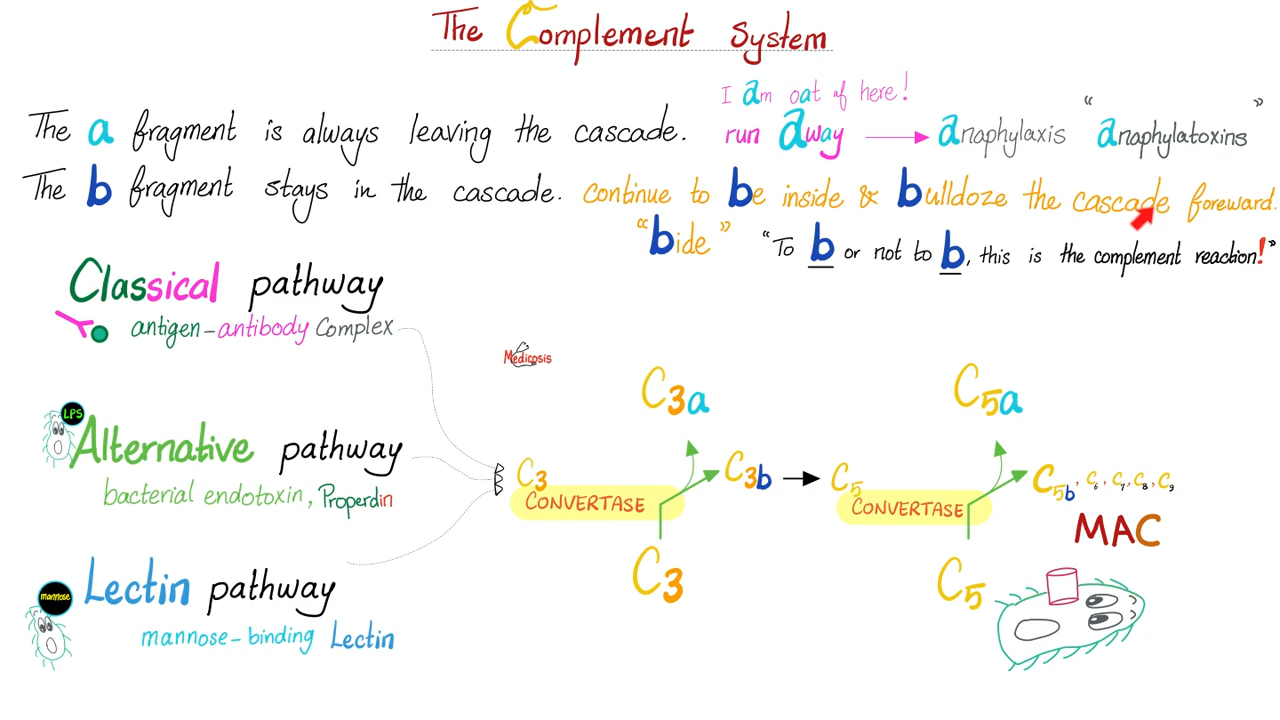 The Complement System
I am oat of here!
The a fragment is always leaving the cascade. run away → anaphylaxis "anaphylatoxins"
The b fragment stays in the cascade. continue to be inside & bulldoze the cascade foreward.
"bide" "To b or not to b, this is the complement reaction!"
Classical pathway
antigen-antibody Complex
Medicosis
C3a C5a
LPS
Alternative pathway
bacterial endotoxin, Properdin
C3 CONVERTASE C3b → C5 CONVERTASE C5b, C6, C7, C8, C9
MAC
C3 C5
mannose
Lectin pathway
mannose-binding Lectin